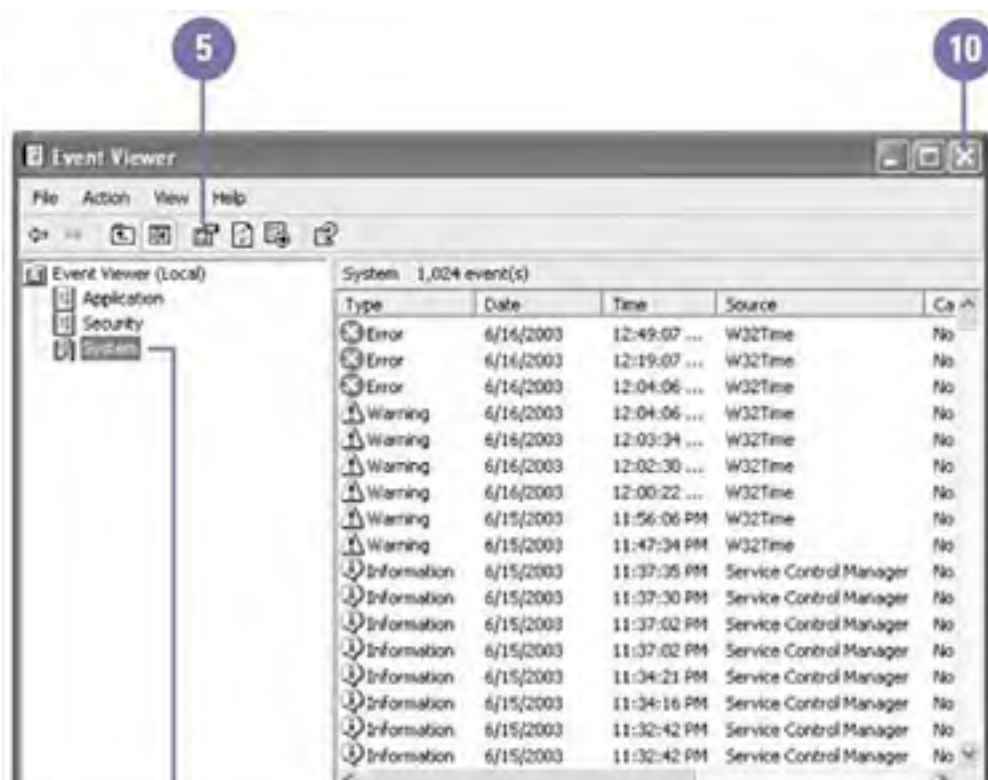 5
10
Event Viewer
File Action View Help
Event Viewer (Local)
Application
Security
System
System 1,024 event(s)
Type Date Time Source Ca
Error 6/16/2003 12:49:07 ... W32Time No
Error 6/16/2003 12:19:07 ... W32Time No
Error 6/16/2003 12:04:06 ... W32Time No
Warning 6/16/2003 12:04:06 ... W32Time No
Warning 6/16/2003 12:03:34 ... W32Time No
Warning 6/16/2003 12:02:30 ... W32Time No
Warning 6/16/2003 12:00:22 ... W32Time No
Warning 6/15/2003 11:56:06 PM W32Time No
Warning 6/15/2003 11:47:34 PM W32Time No
Information 6/15/2003 11:37:35 PM Service Control Manager No
Information 6/15/2003 11:37:30 PM Service Control Manager No
Information 6/15/2003 11:37:02 PM Service Control Manager No
Information 6/15/2003 11:37:02 PM Service Control Manager No
Information 6/15/2003 11:34:21 PM Service Control Manager No
Information 6/15/2003 11:34:16 PM Service Control Manager No
Information 6/15/2003 11:32:42 PM Service Control Manager No
Information 6/15/2003 11:32:42 PM Service Control Manager No